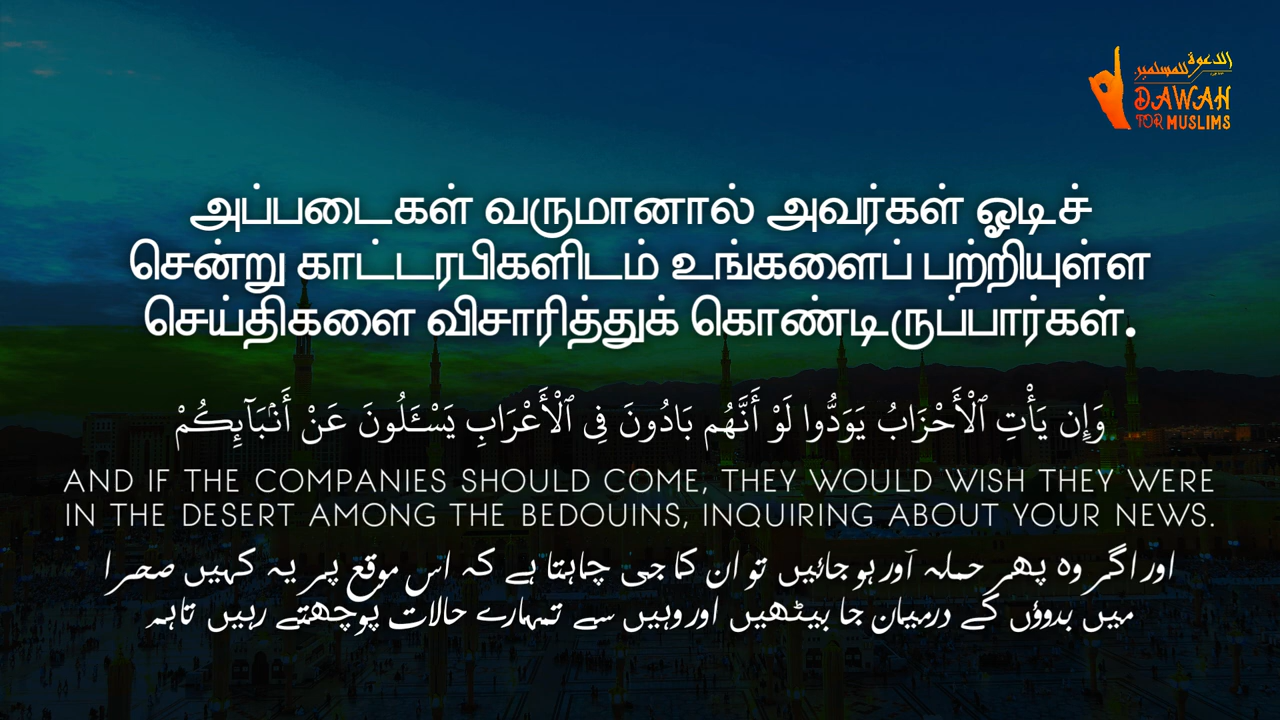 الدعوة للمسلمين
DAWAH
FOR MUSLIMS
அப்படைகள் வருமானால் அவர்கள் ஓடிச்
சென்று காட்டரபிகளிடம் உங்களைப் பற்றியுள்ள
செய்திகளை விசாரித்துக் கொண்டிருப்பார்கள்.
وَإِن يَأْتِ ٱلْأَحْزَابُ يَوَدُّوا لَوْ أَنَّهُم بَادُونَ فِى ٱلْأَعْرَابِ يَسْـَٔلُونَ عَنْ أَنۢبَآئِكُمْ
AND IF THE COMPANIES SHOULD COME, THEY WOULD WISH THEY WERE
IN THE DESERT AMONG THE BEDOUINS, INQUIRING ABOUT YOUR NEWS.
اور اگر وہ پھر حملہ آور ہو جائیں تو ان کا جی چاہتا ہے کہ اس موقع پر یہ کہیں صحرا
میں بدوؤں کے درمیان جا بیٹھیں اور وہیں سے تمہارے حالات پوچھتے رہیں تاہم